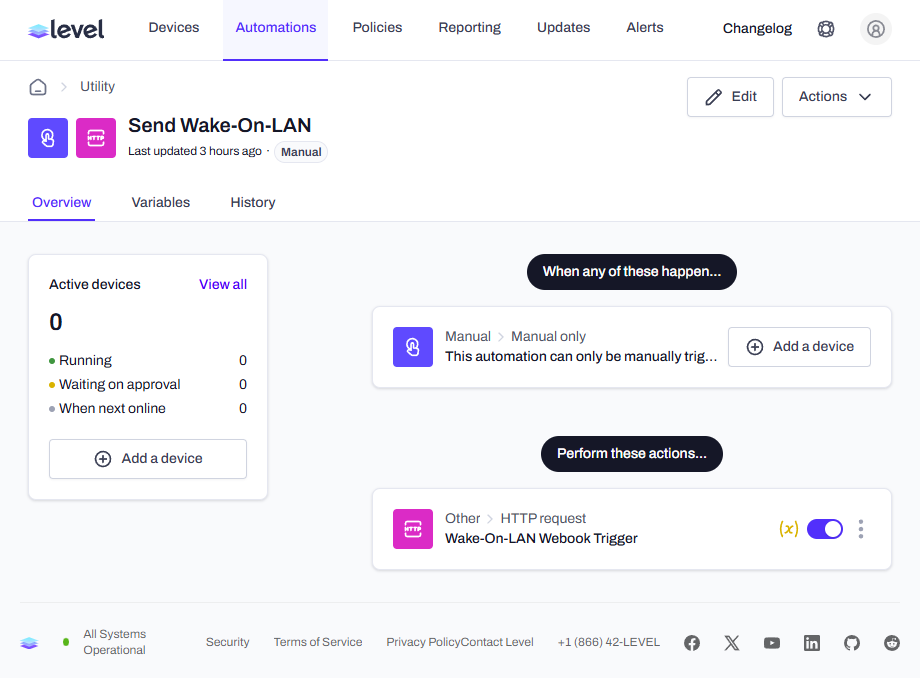 level
Devices
Automations
Policies
Reporting
Updates
Alerts
Changelog
Utility
Edit
Actions
HTTP
Send Wake-On-LAN
Last updated 3 hours ago · Manual
Overview
Variables
History
Active devices
View all
0
Running 0
Waiting on approval 0
When next online 0
Add a device
When any of these happen...
Manual > Manual only
This automation can only be manually trig...
Add a device
Perform these actions...
HTTP
Other > HTTP request
Wake-On-LAN Webook Trigger
(x)
All Systems
Operational
Security
Terms of Service
Privacy Policy
Contact Level
+1 (866) 42-LEVEL